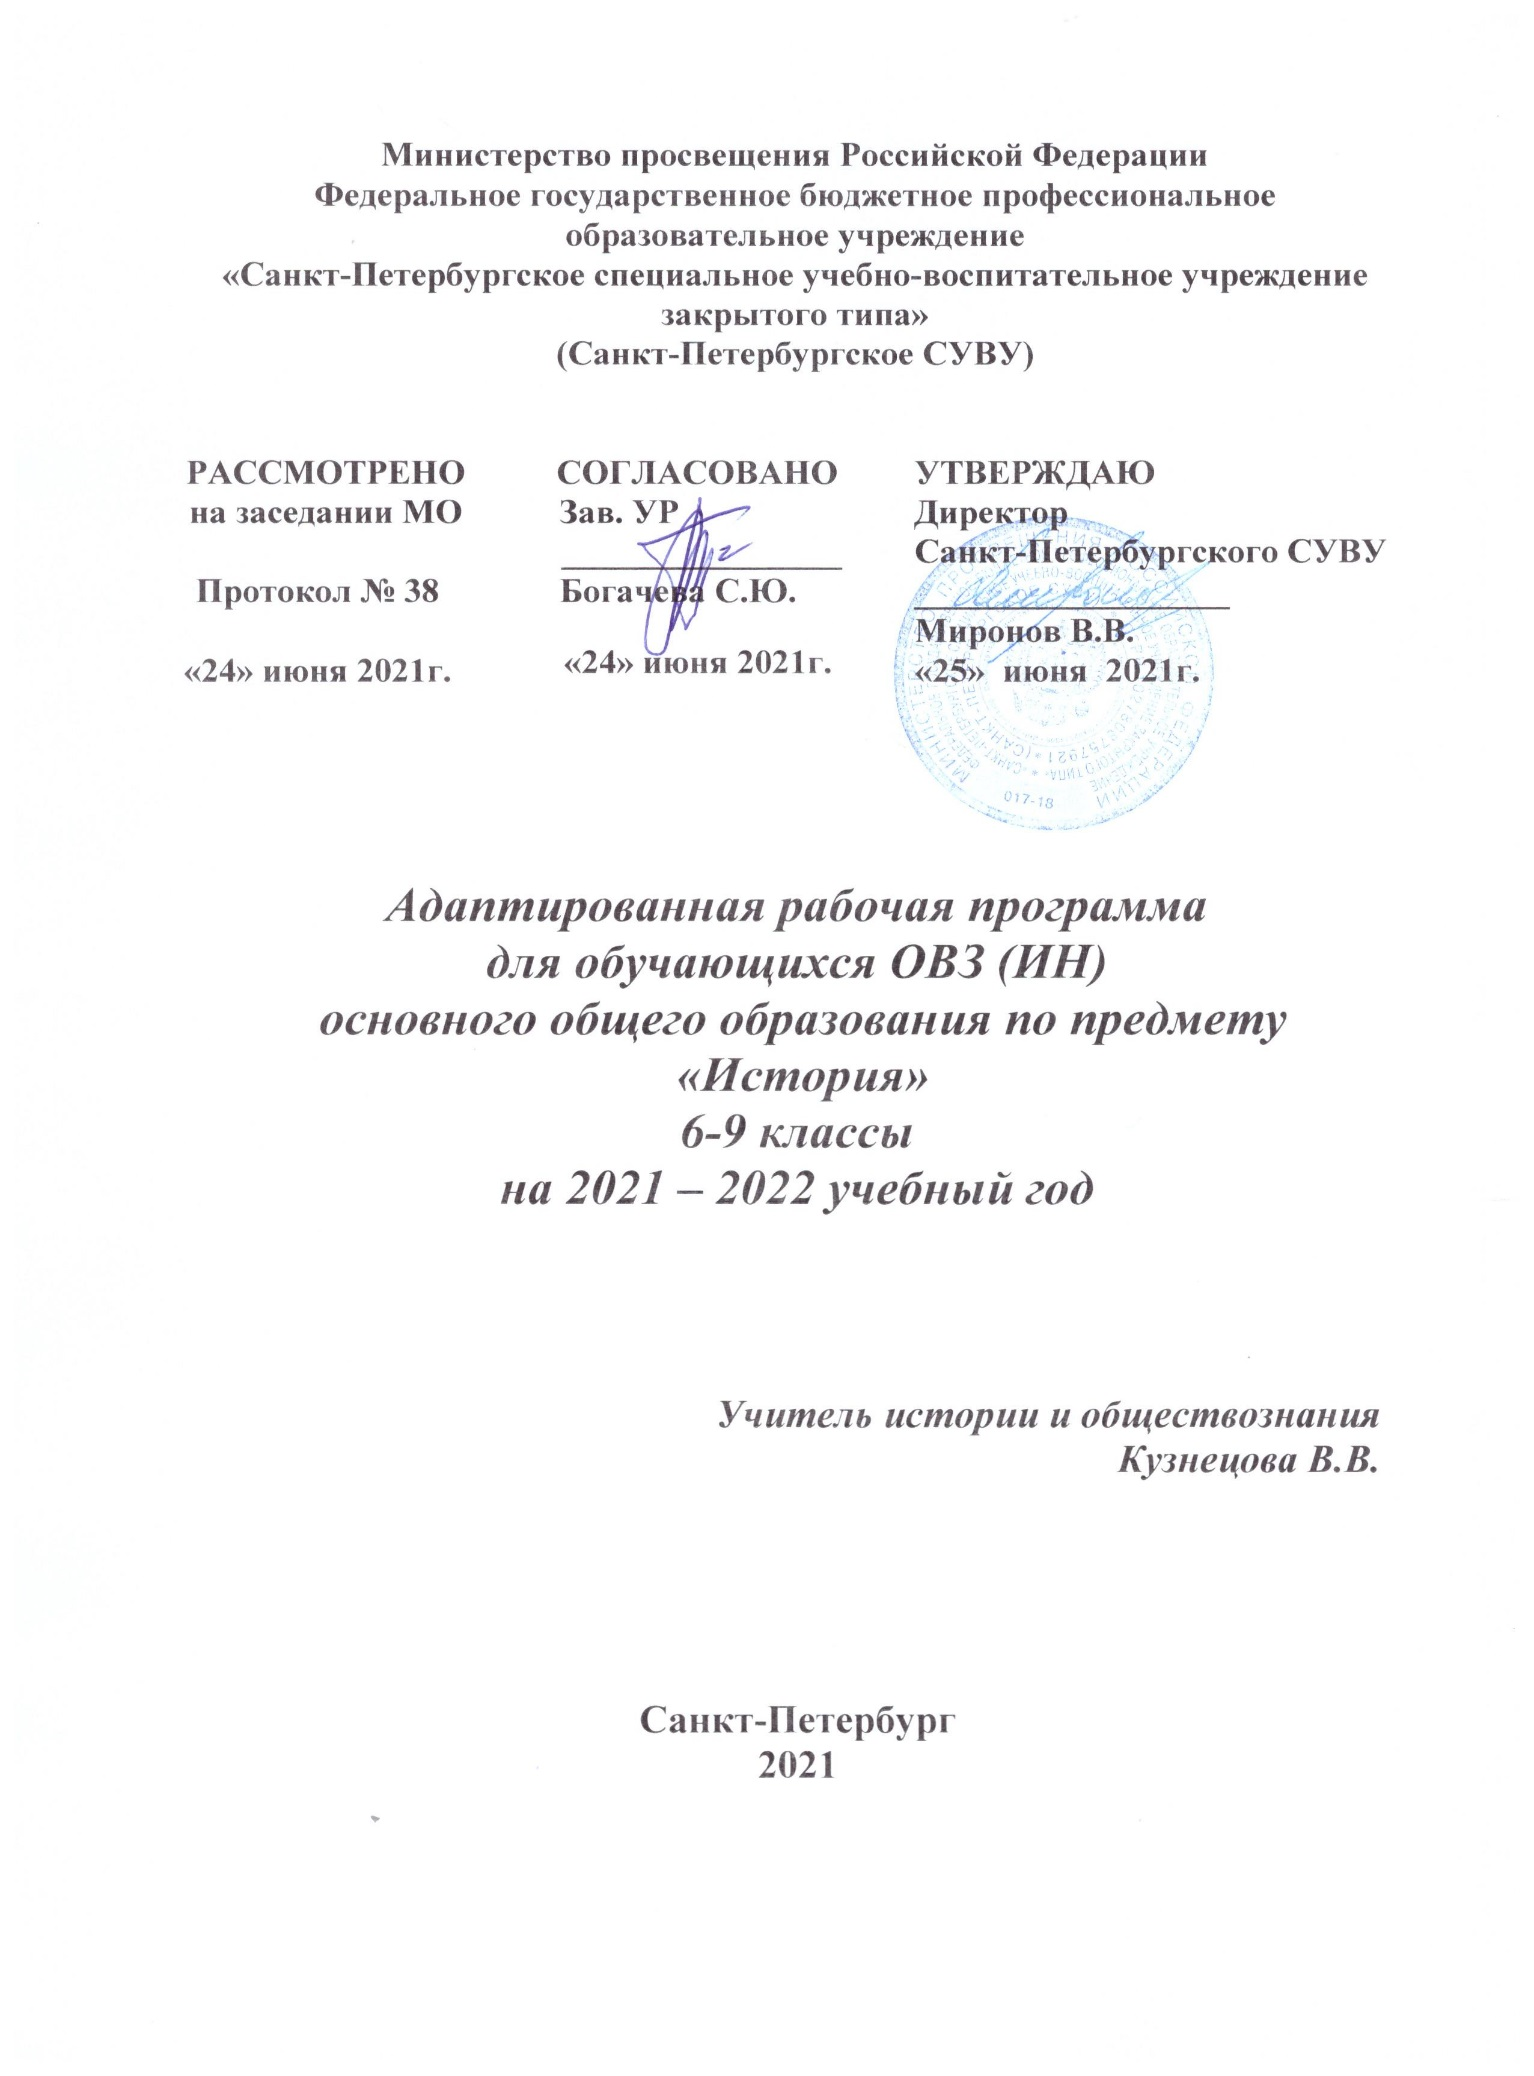 Министерство просвещения Российской Федерации
Федеральное государственное бюджетное профессиональное
образовательное учреждение
«Санкт-Петербургское специальное учебно-воспитательное учреждение
закрытого типа»
(Санкт-Петербургское СУВУ)
РАССМОТРЕНО
на заседании МО
Протокол № 38
«24» июня 2021г.
СОГЛАСОВАНО
Зав. УР
Богачева С.Ю.
«24» июня 2021г.
УТВЕРЖДАЮ
Директор
Санкт-Петербургского СУВУ
Миронов В.В.
«25» июня 2021г.
017-18
Адаптированная рабочая программа
для обучающихся ОВЗ (ИН)
основного общего образования по предмету
«История»
6-9 классы
на 2021 – 2022 учебный год
Учитель истории и обществознания
Кузнецова В.В.
Санкт-Петербург
2021